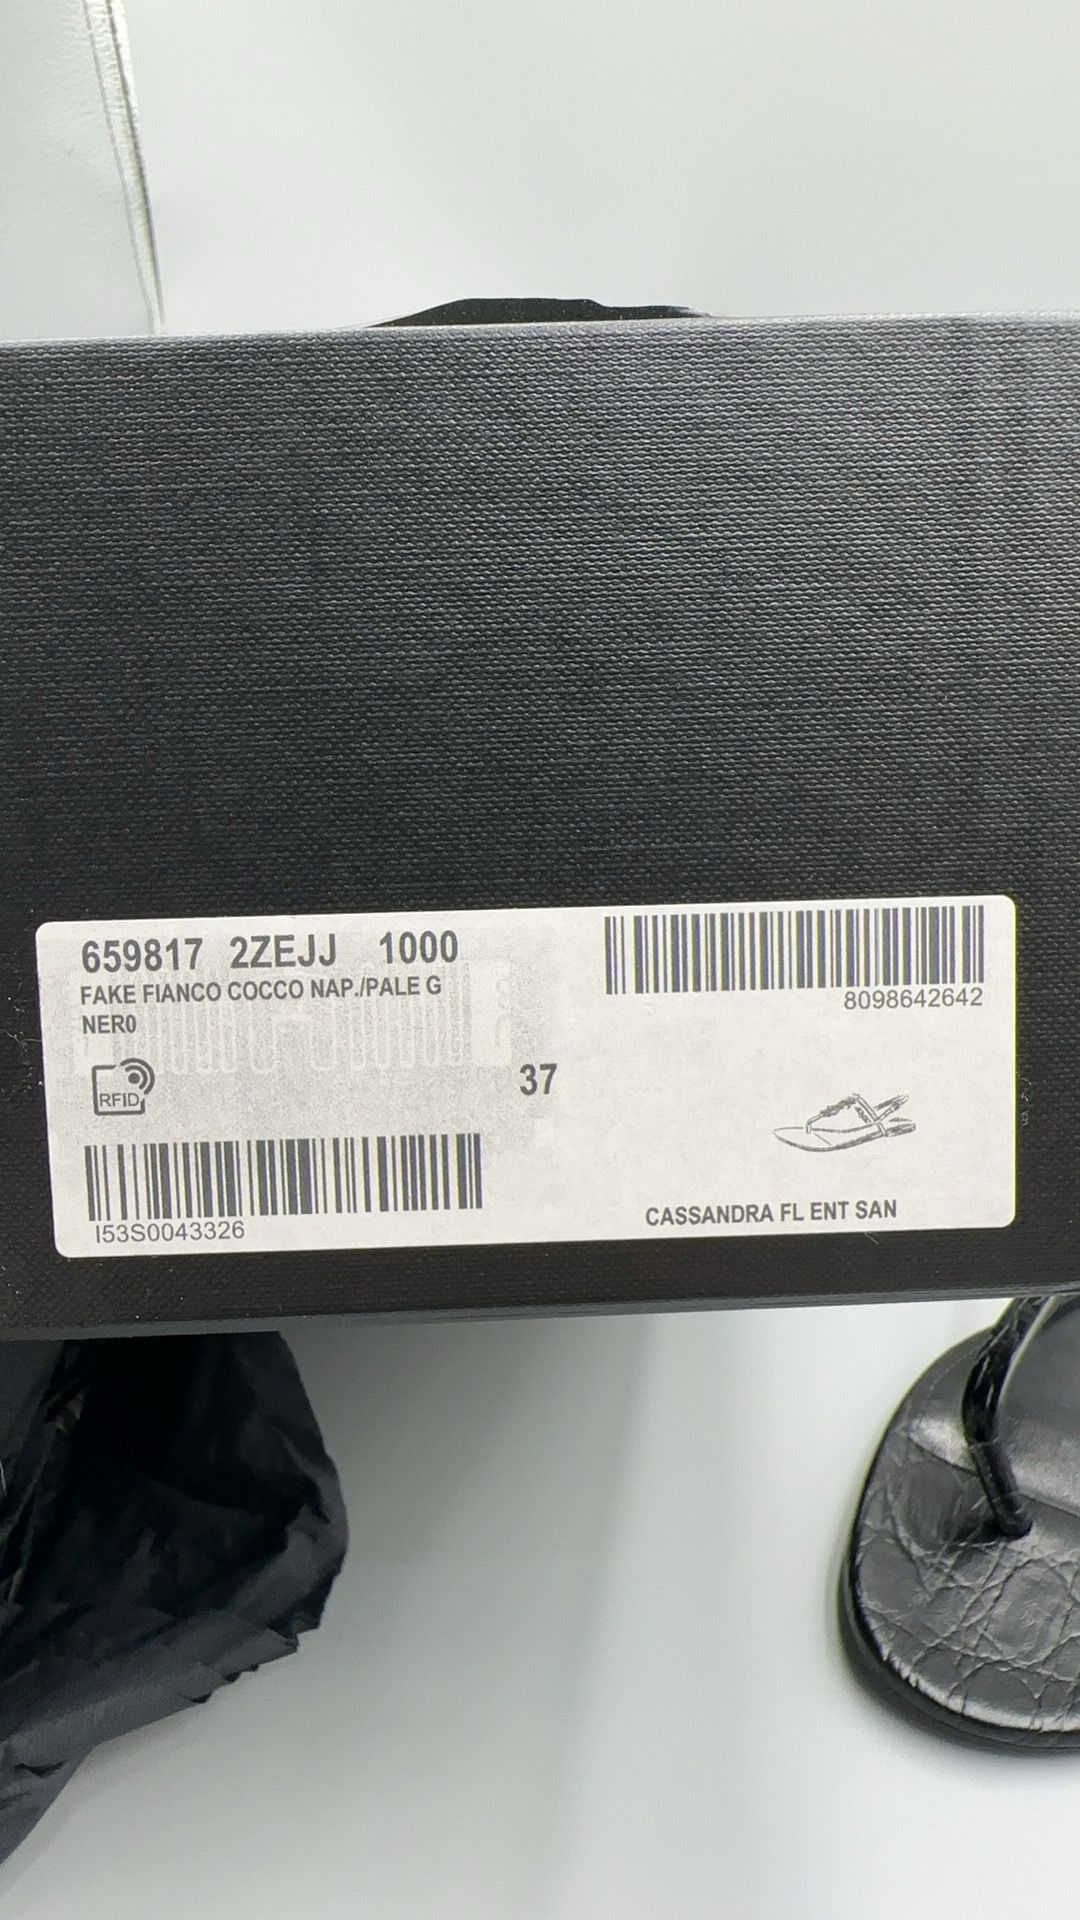 659817 2ZEJJ 1000
FAKE FIANCO COCCO NAP./PALE G
NER0
8098642642
RFID
37
I53S0043326
CASSANDRA FL ENT SAN